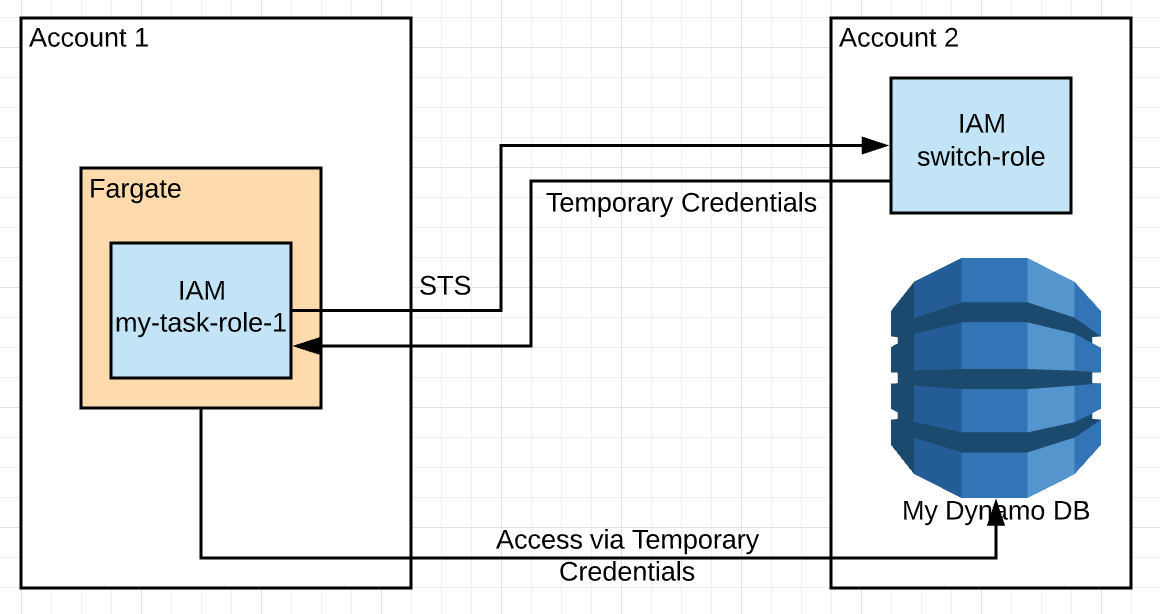 Account 1
Account 2
IAM
switch-role
Fargate
Temporary Credentials
IAM
my-task-role-1
STS
My Dynamo DB
Access via Temporary
Credentials